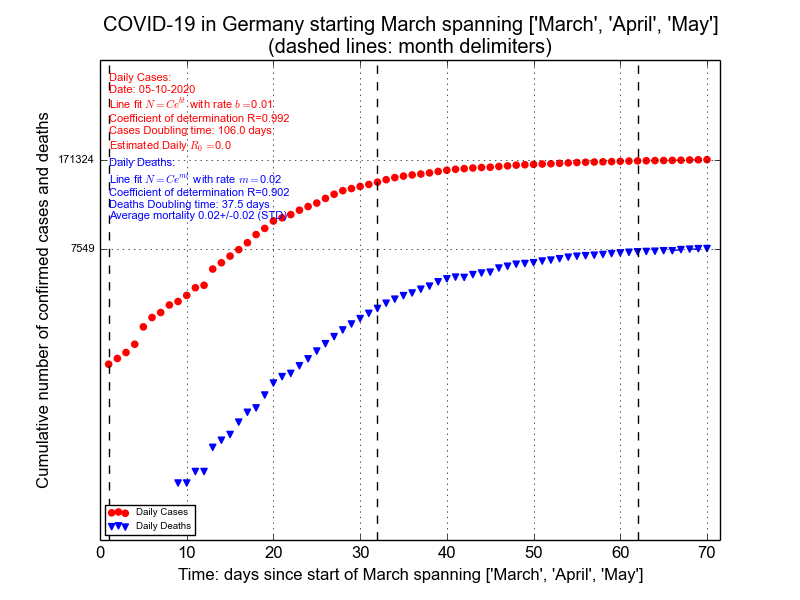 COVID-19 in Germany starting March spanning ['March', 'April', 'May']
(dashed lines: month delimiters)
Daily Cases:
Date: 05-10-2020
Line fit N = Ce^{bt} with rate b =0.01
Coefficient of determination R=0.992
Cases Doubling time: 106.0 days
Estimated Daily R_0 =0.0
Daily Deaths:
Line fit N = Ce^{mt} with rate m =0.02
Coefficient of determination R=0.902
Deaths Doubling time: 37.5 days
Average mortality 0.02+/-0.02 (STD)
171324
7549
Cumulative number of confirmed cases and deaths
Daily Cases
Daily Deaths
0 10 20 30 40 50 60 70
Time: days since start of March spanning ['March', 'April', 'May']